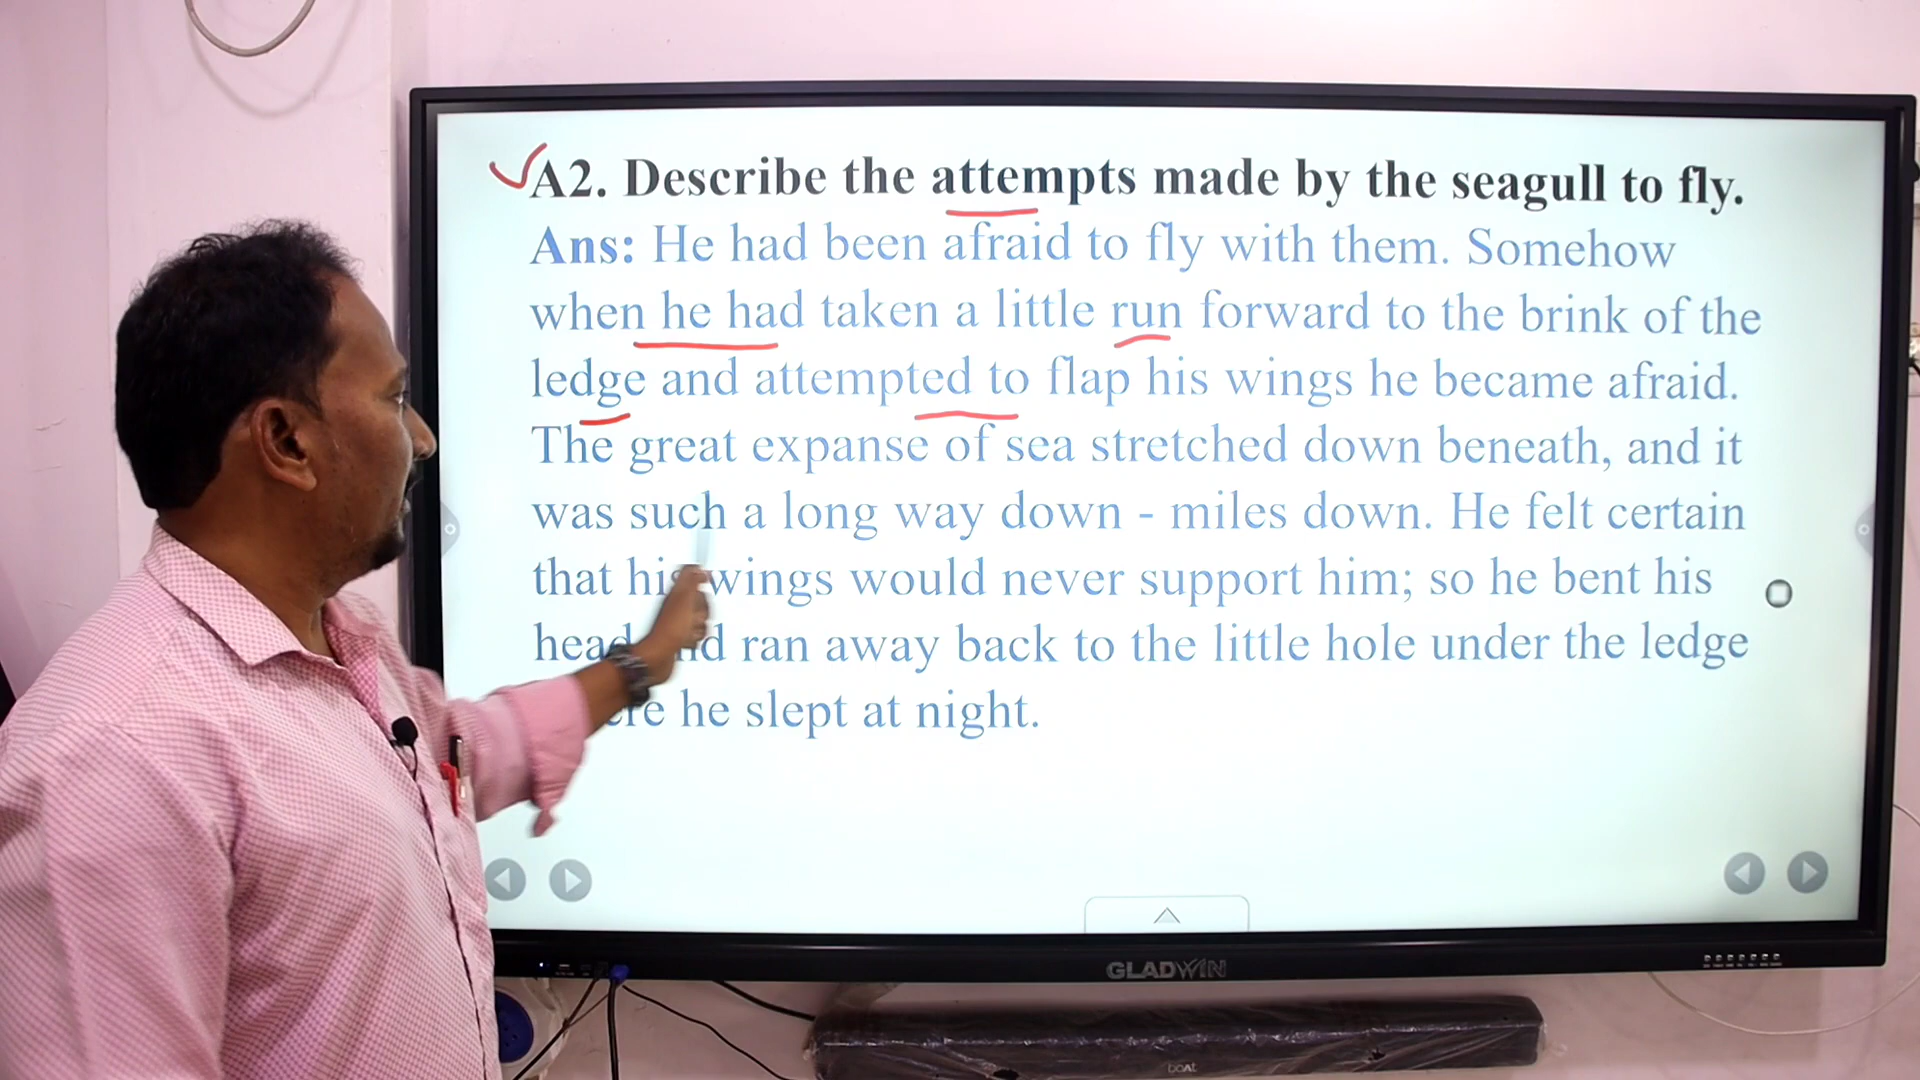 A2. Describe the attempts made by the seagull to fly.
Ans: He had been afraid to fly with them. Somehow
when he had taken a little run forward to the brink of the
ledge and attempted to flap his wings he became afraid.
The great expanse of sea stretched down beneath, and it
was such a long way down - miles down. He felt certain
that his wings would never support him; so he bent his
head and ran away back to the little hole under the ledge
he slept at night.
GLADWIN
boAt